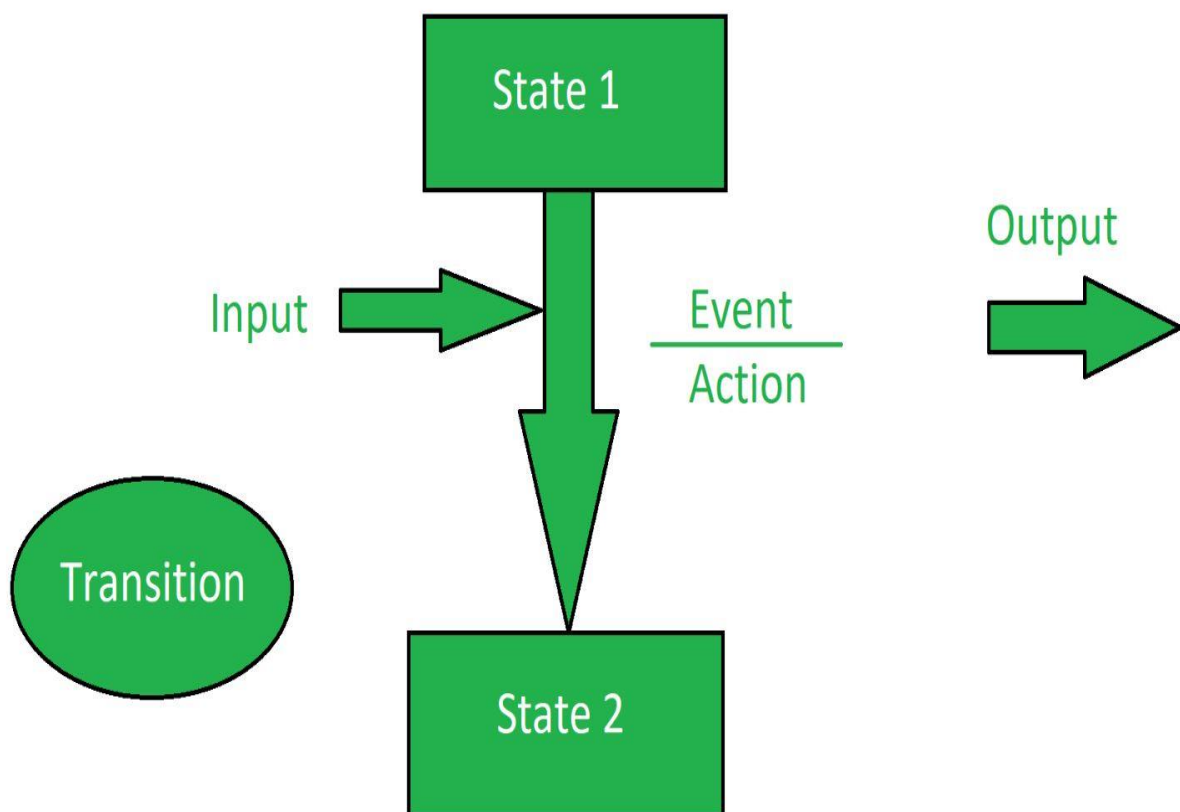 State 1
Output
Input
Event
Action
Transition
State 2